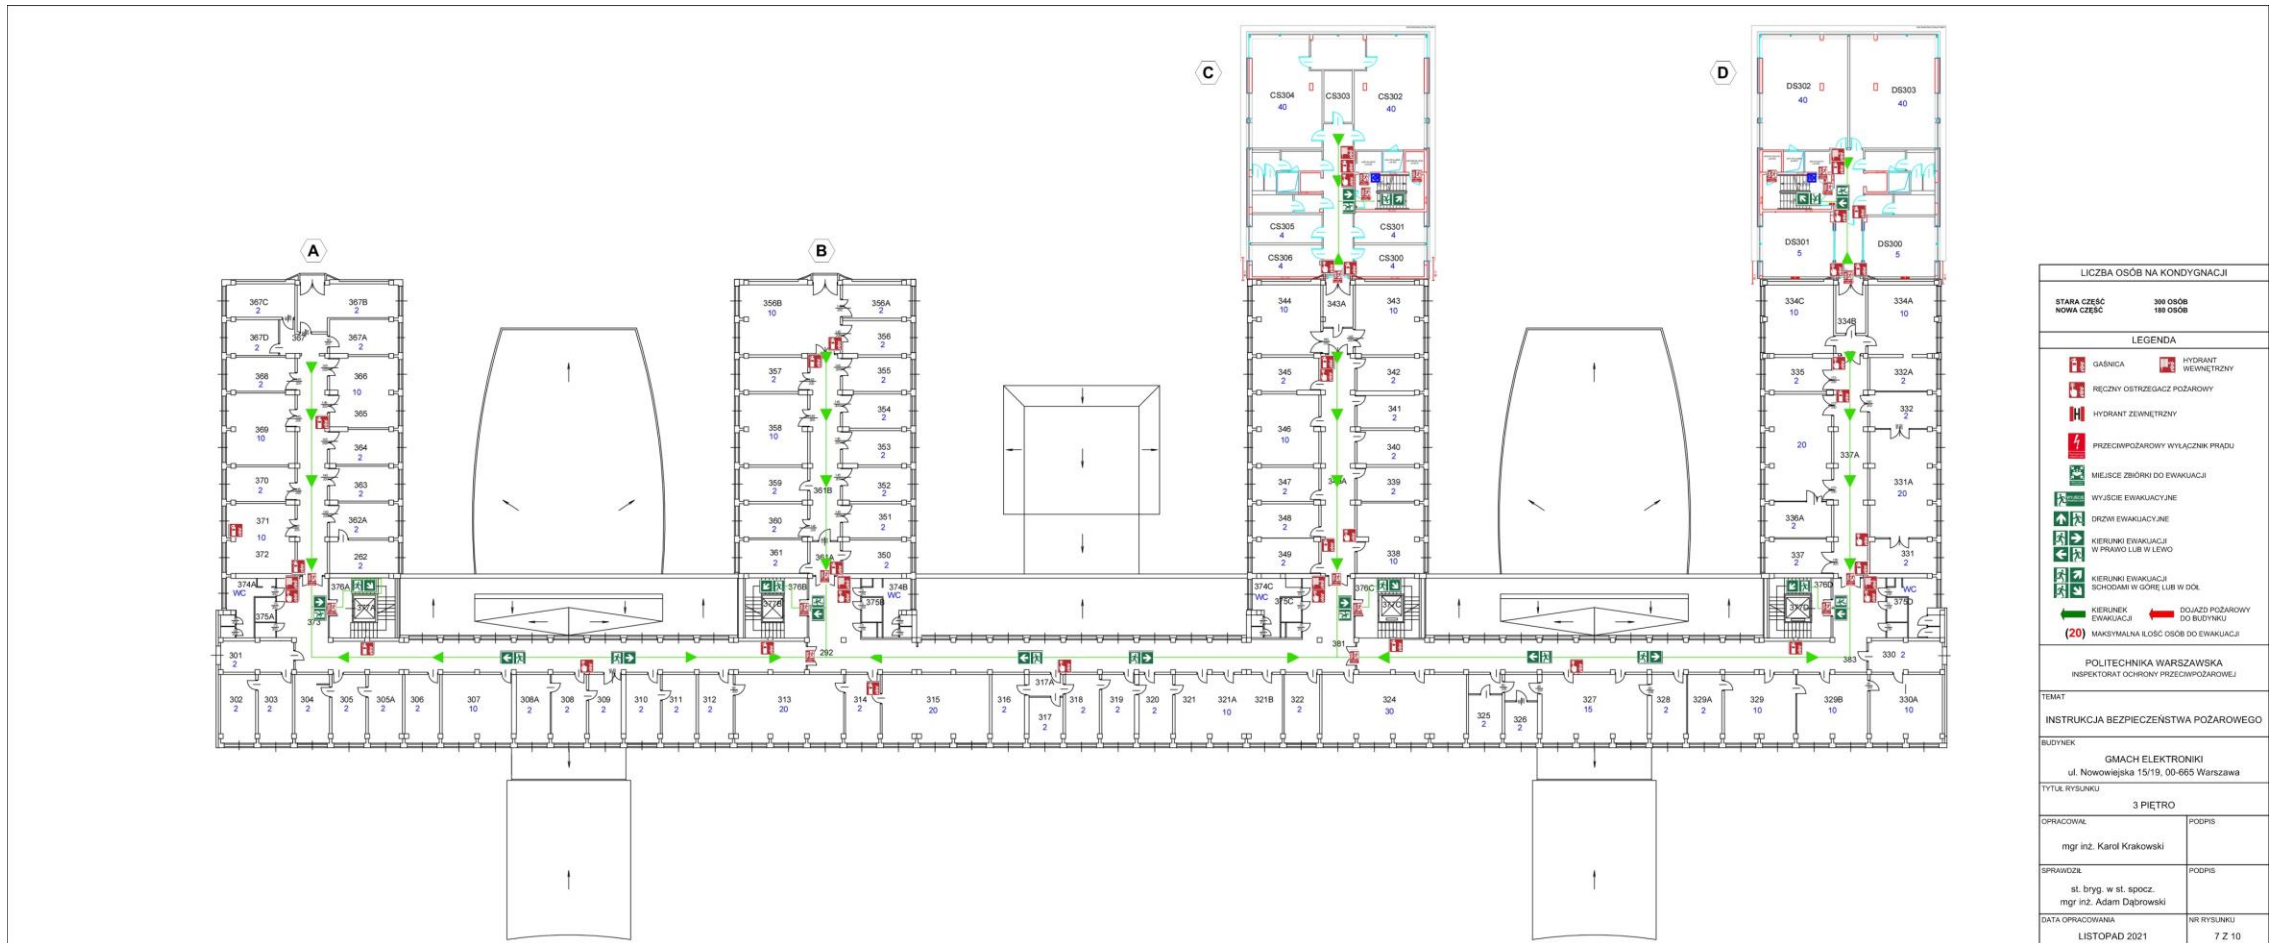 C
D
CS304
40
CS303
CS302
40
DS302
40
DS303
40
CS305
4
CS301
4
CS306
4
CS300
4
DS301
5
DS300
5
A
B
367C
2
367B
2
367D
2
367
367A
2
368
2
366
10
365
369
10
364
2
370
2
363
2
371
10
362A
2
372
262
2
374A
WC
376A
377A
375A
373
356B
10
356A
2
356
2
357
2
355
2
354
2
358
10
353
2
359
2
361B
352
2
360
2
351
2
361
2
361A
350
2
377B
376B
374B
WC
375B
292
344
10
343A
343
10
345
2
342
2
341
2
346
10
340
2
347
2
339
2
348
2
349
2
338
10
374C
WC
375C
376C
377C
381
334C
10
334B
334A
10
335
2
332A
2
332
2
20
337A
331A
20
336A
2
337
2
331
2
377D
376D
WC
375D
383
330
2
301
2
302
2
303
2
304
2
305
2
305A
2
306
2
307
10
308A
2
308
2
309
2
310
2
311
2
312
2
313
20
314
2
315
20
316
2
317A
317
2
318
2
319
2
320
2
321
321A
10
321B
322
2
324
30
325
2
326
2
327
15
328
2
329A
2
329
10
329B
10
330A
10
LICZBA OSÓB NA KONDYGNACJI
STARA CZĘŚĆ 300 OSÓB
NOWA CZĘŚĆ 180 OSÓB
LEGENDA
GAŚNICA
HYDRANT
WEWNĘTRZNY
RĘCZNY OSTRZEGACZ POŻAROWY
HYDRANT ZEWNĘTRZNY
PRZECIWPOŻAROWY WYŁĄCZNIK PRĄDU
MIEJSCE ZBIÓRKI DO EWAKUACJI
WYJŚCIE EWAKUACYJNE
DRZWI EWAKUACYJNE
KIERUNKI EWAKUACJI
W PRAWO LUB W LEWO
KIERUNKI EWAKUACJI
SCHODAMI W GÓRĘ LUB W DÓŁ
KIERUNEK
EWAKUACJI
DOJAZD POŻAROWY
DO BUDYNKU
(20) MAKSYMALNA ILOŚĆ OSÓB DO EWAKUACJI
POLITECHNIKA WARSZAWSKA
INSPEKTORAT OCHRONY PRZECIWPOŻAROWEJ
TEMAT
INSTRUKCJA BEZPIECZEŃSTWA POŻAROWEGO
BUDYNEK
GMACH ELEKTRONIKI
ul. Nowowiejska 15/19, 00-665 Warszawa
TYTUŁ RYSUNKU
3 PIĘTRO
OPRACOWAŁ
PODPIS
mgr inż. Karol Krakowski
SPRAWDZIŁ
PODPIS
st. bryg. w st. spocz.
mgr inż. Adam Dąbrowski
DATA OPRACOWANIA
NR RYSUNKU
LISTOPAD 2021
7 Z 10